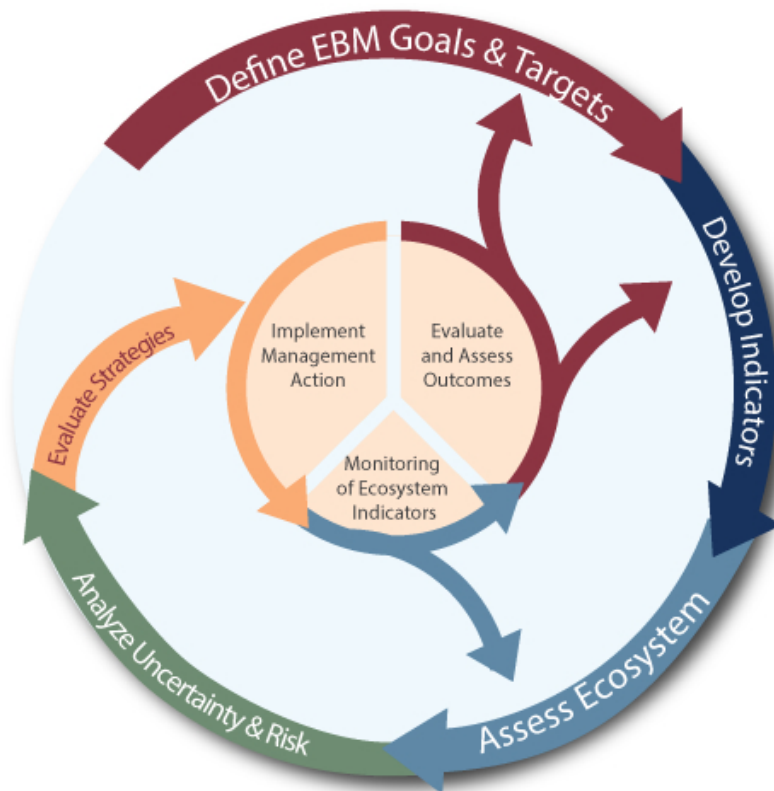 Define EBM Goals & Targets
Develop Indicators
Assess Ecosystem
Analyze Uncertainty & Risk
Evaluate Strategies
Implement
Management
Action
Evaluate
and Assess
Outcomes
Monitoring
of Ecosystem
Indicators